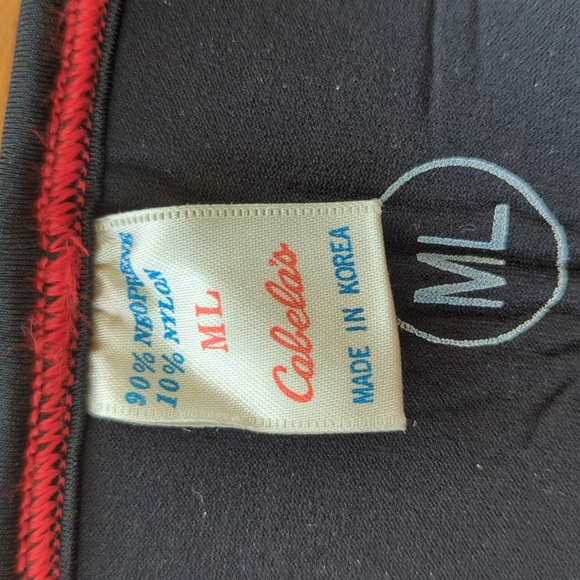 90% NEOPRENE
10% NYLON
ML
Cabela's
MADE IN KOREA
ML